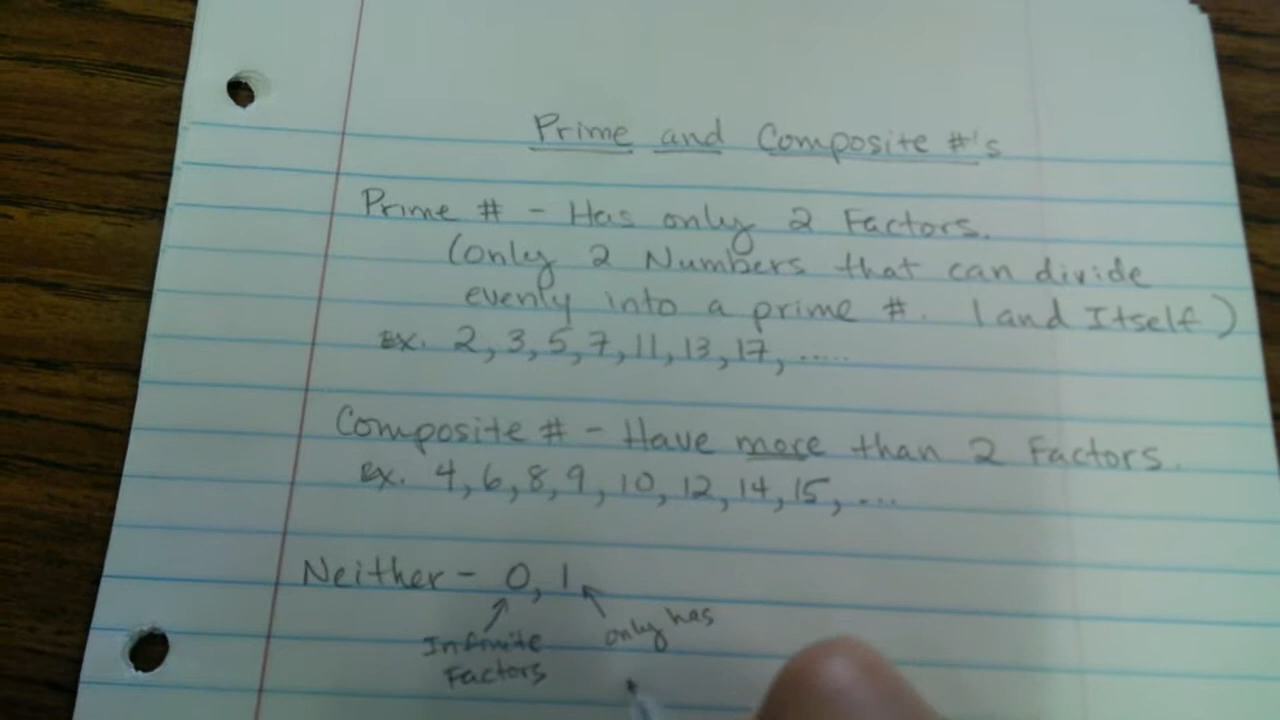 Prime and Composite #'s
Prime # - Has only 2 Factors.
(only 2 Numbers that can divide
evenly into a prime #. 1 and Itself)
Ex. 2, 3, 5, 7, 11, 13, 17, .....
Composite # - Have more than 2 Factors.
Ex. 4, 6, 8, 9, 10, 12, 14, 15, ...
Neither - 0, 1
Infinite
Factors
only has